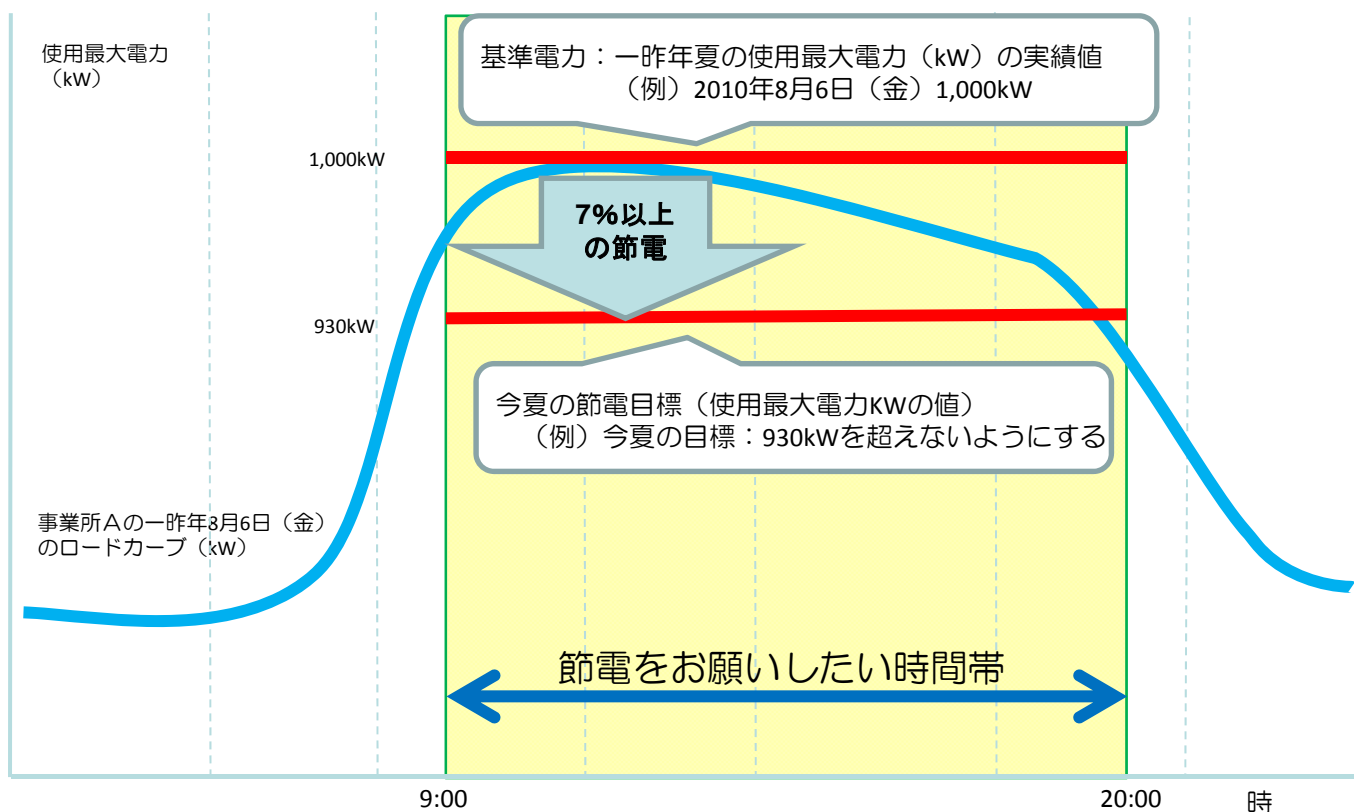 使用最大電力
（kW）
基準電力：一昨年夏の使用最大電力（kW）の実績値
（例）2010年8月6日（金）1,000kW
1,000kW
7%以上
の節電
930kW
今夏の節電目標（使用最大電力KWの値）
（例）今夏の目標：930kWを超えないようにする
事業所Aの一昨年8月6日（金）
のロードカーブ（kW）
節電をお願いしたい時間帯
9:00
20:00
時